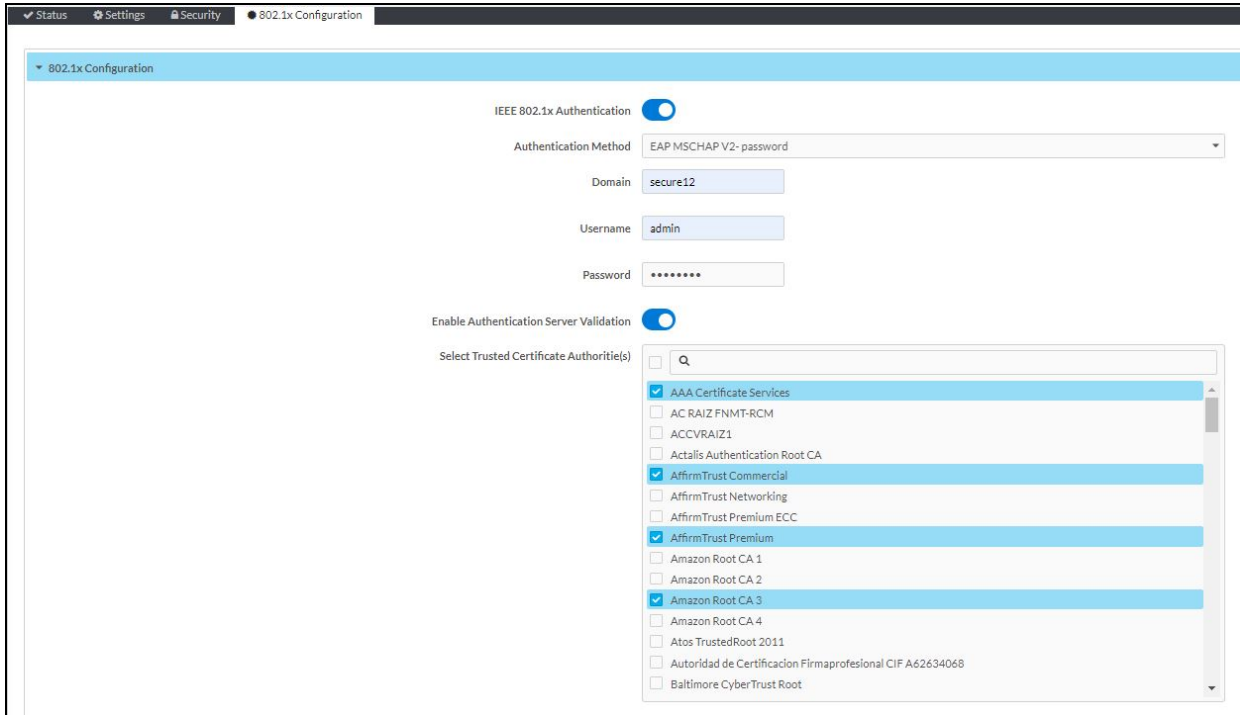 Status Settings Security 802.1x Configuration
802.1x Configuration
IEEE 802.1x Authentication
Authentication Method EAP MSCHAP V2- password
Domain secure12
Username admin
Password ••••••••
Enable Authentication Server Validation
Select Trusted Certificate Authoritie(s)
AAA Certificate Services
AC RAIZ FNMT-RCM
ACCVRAIZ1
Actalis Authentication Root CA
AffirmTrust Commercial
AffirmTrust Networking
AffirmTrust Premium ECC
AffirmTrust Premium
Amazon Root CA 1
Amazon Root CA 2
Amazon Root CA 3
Amazon Root CA 4
Atos TrustedRoot 2011
Autoridad de Certificacion Firmaprofesional CIF A62634068
Baltimore CyberTrust Root